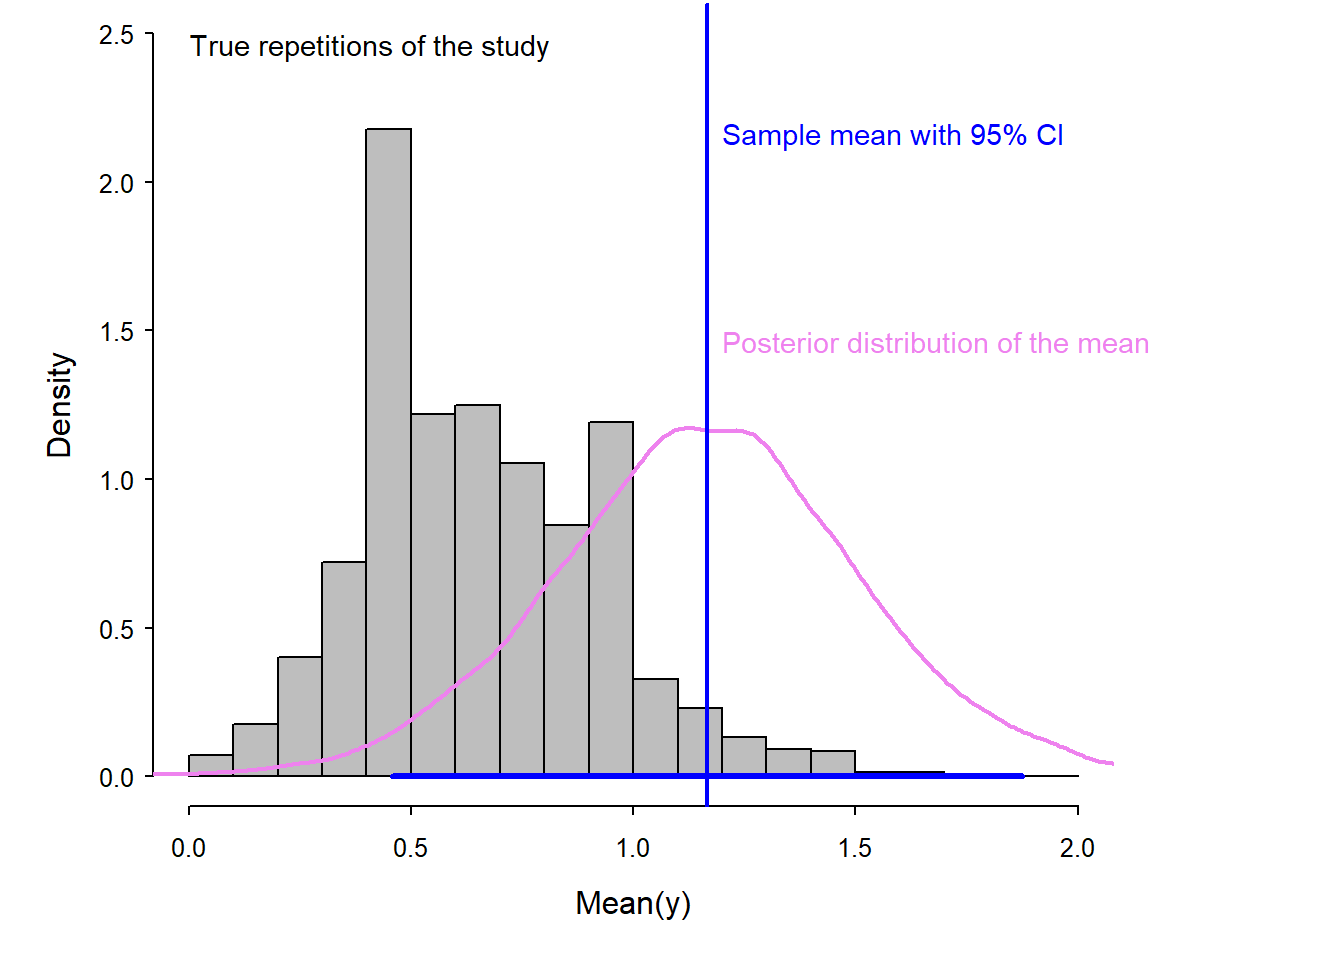 True repetitions of the study
Sample mean with 95% CI
Posterior distribution of the mean
Density
2.5
2.0
1.5
1.0
0.5
0.0
0.0 0.5 1.0 1.5 2.0
Mean(y)